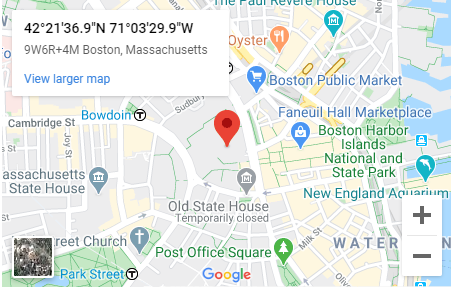 The Paul Revere House
42°21'36.9"N 71°03'29.9"W
9W6R+4M Boston, Massachusetts
View larger map
Oyster
Boston Public Market
Sudbu
Bowdoin
Faneuil Hall Marketplace
Cambridge St
Joy St
Boston Harbor
Islands
National and
State Park
assachusetts
State House
New England Aquarium
Old State House
Temporarily closed
Street Church
Milk St
WATER
Post Office Square
Park Street
Google